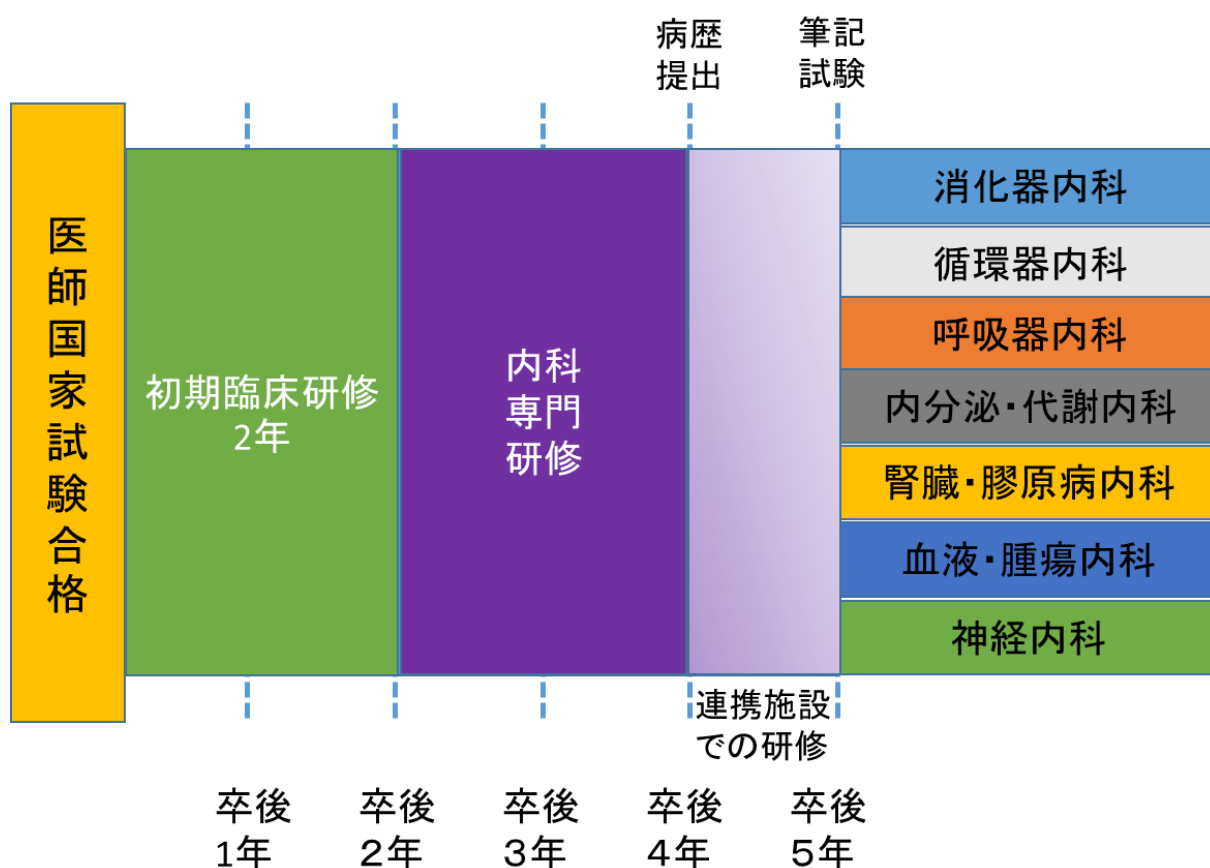 病歴
提出
筆記
試験
医師国家試験合格
初期臨床研修
2年
内科
専門
研修
消化器内科
循環器内科
呼吸器内科
内分泌・代謝内科
腎臓・膠原病内科
血液・腫瘍内科
神経内科
連携施設
での研修
卒後
1年
卒後
2年
卒後
3年
卒後
4年
卒後
5年